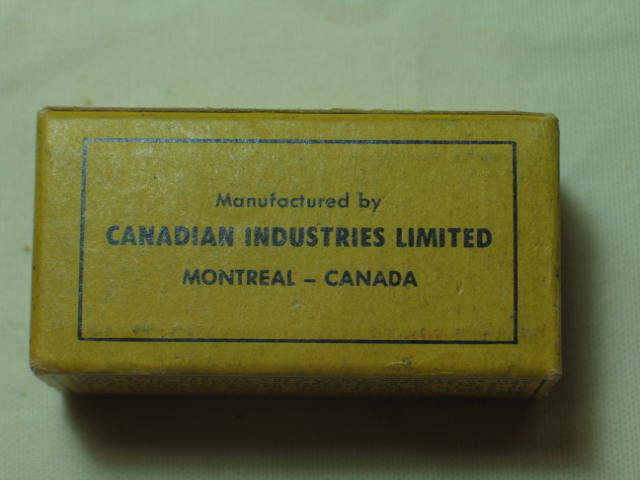 Manufactured by
CANADIAN INDUSTRIES LIMITED
MONTREAL – CANADA